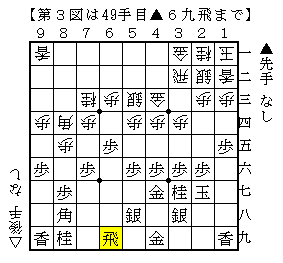 【第３図は49手目▲６九飛まで】
９ ８ ７ ６ ５ ４ ３ ２ １
香 金 桂 王 一
飛 銀 香 二
桂 歩 銀 金 歩 歩 三
歩 角 歩 歩 歩 歩 四
歩 歩 歩 五
歩 歩 歩 歩 歩 歩 歩 六
歩 金 桂 玉 七
角 銀 銀 八
香 桂 飛 金 香 九
▲先手 なし
△後手 なし